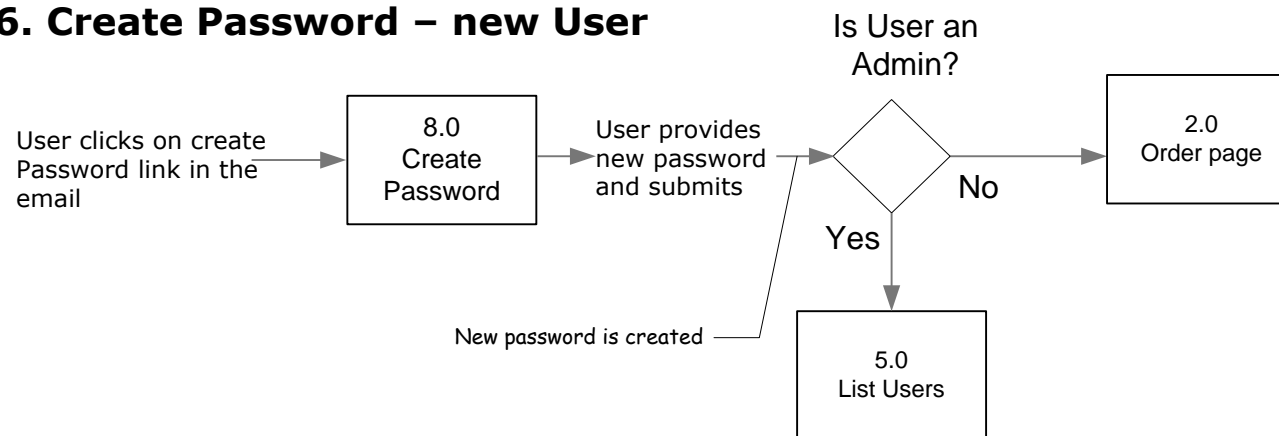 6. Create Password – new User
Is User an
Admin?
User clicks on create
Password link in the
email
8.0
Create
Password
User provides
new password
and submits
No
Yes
2.0
Order page
New password is created
5.0
List Users